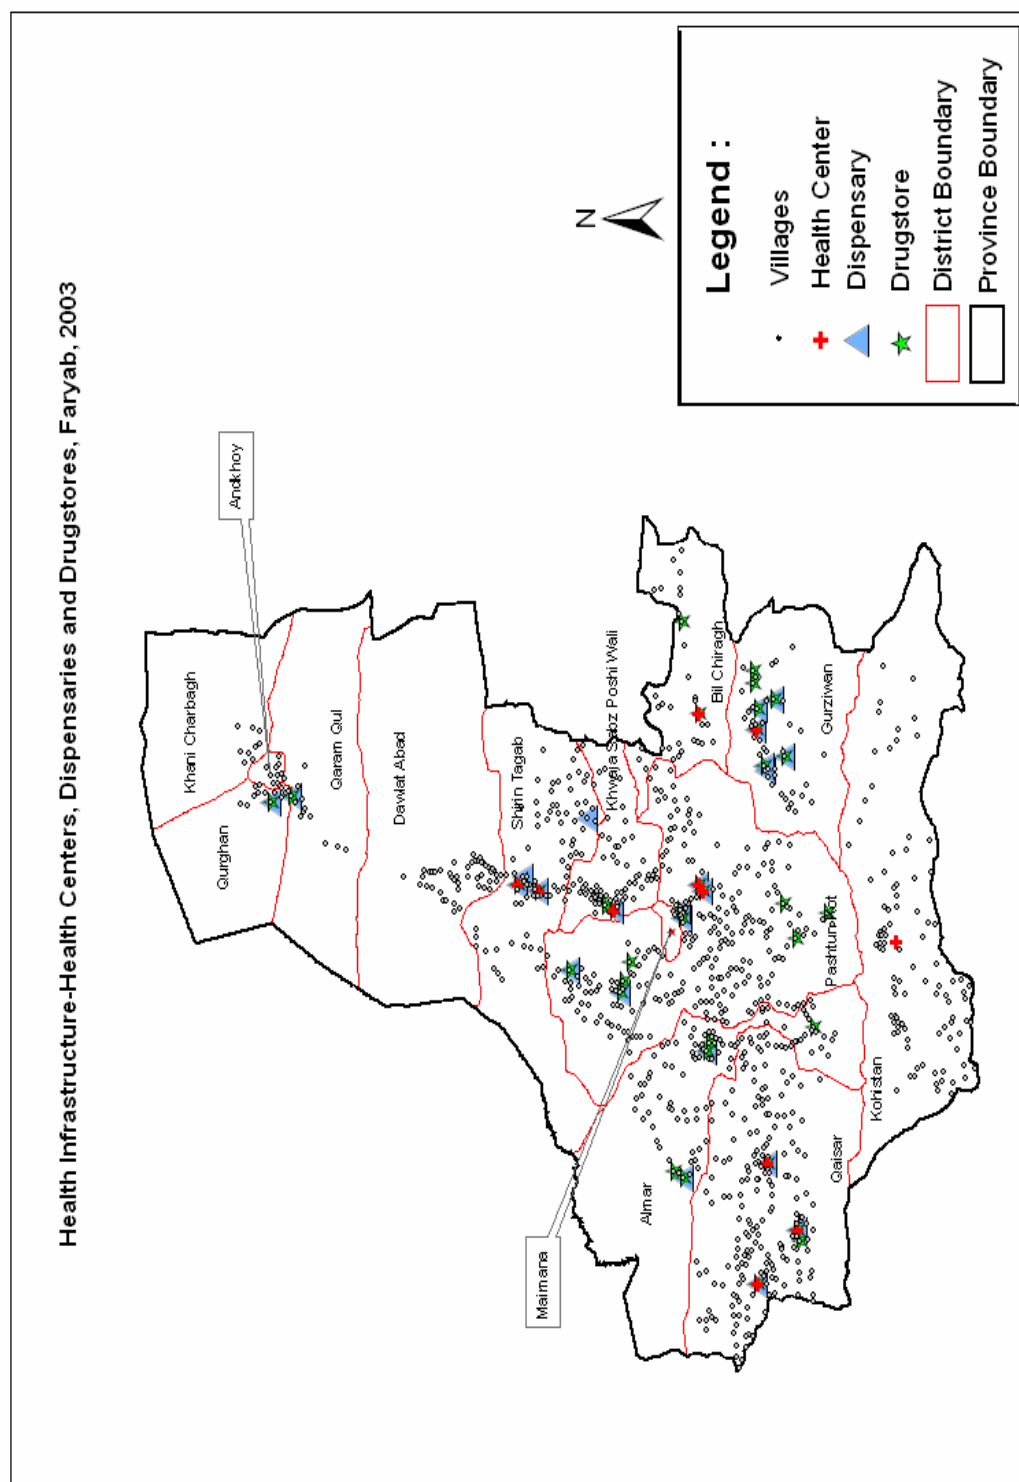 Health Infrastructure-Health Centers, Dispensaries and Drugstores, Faryab, 2003
Andkhoy
Khani Charbagh
Qurghan
Qaram Qul
Dawlat Abad
Shirin Tagab
Khwaja Sabz Poshi Wali
Bil Chiragh
Gurziwan
Pashtun Kot
Kohistan
Qaisar
Almar
Maimana
N
Legend :
Villages
Health Center
Dispensary
Drugstore
District Boundary
Province Boundary